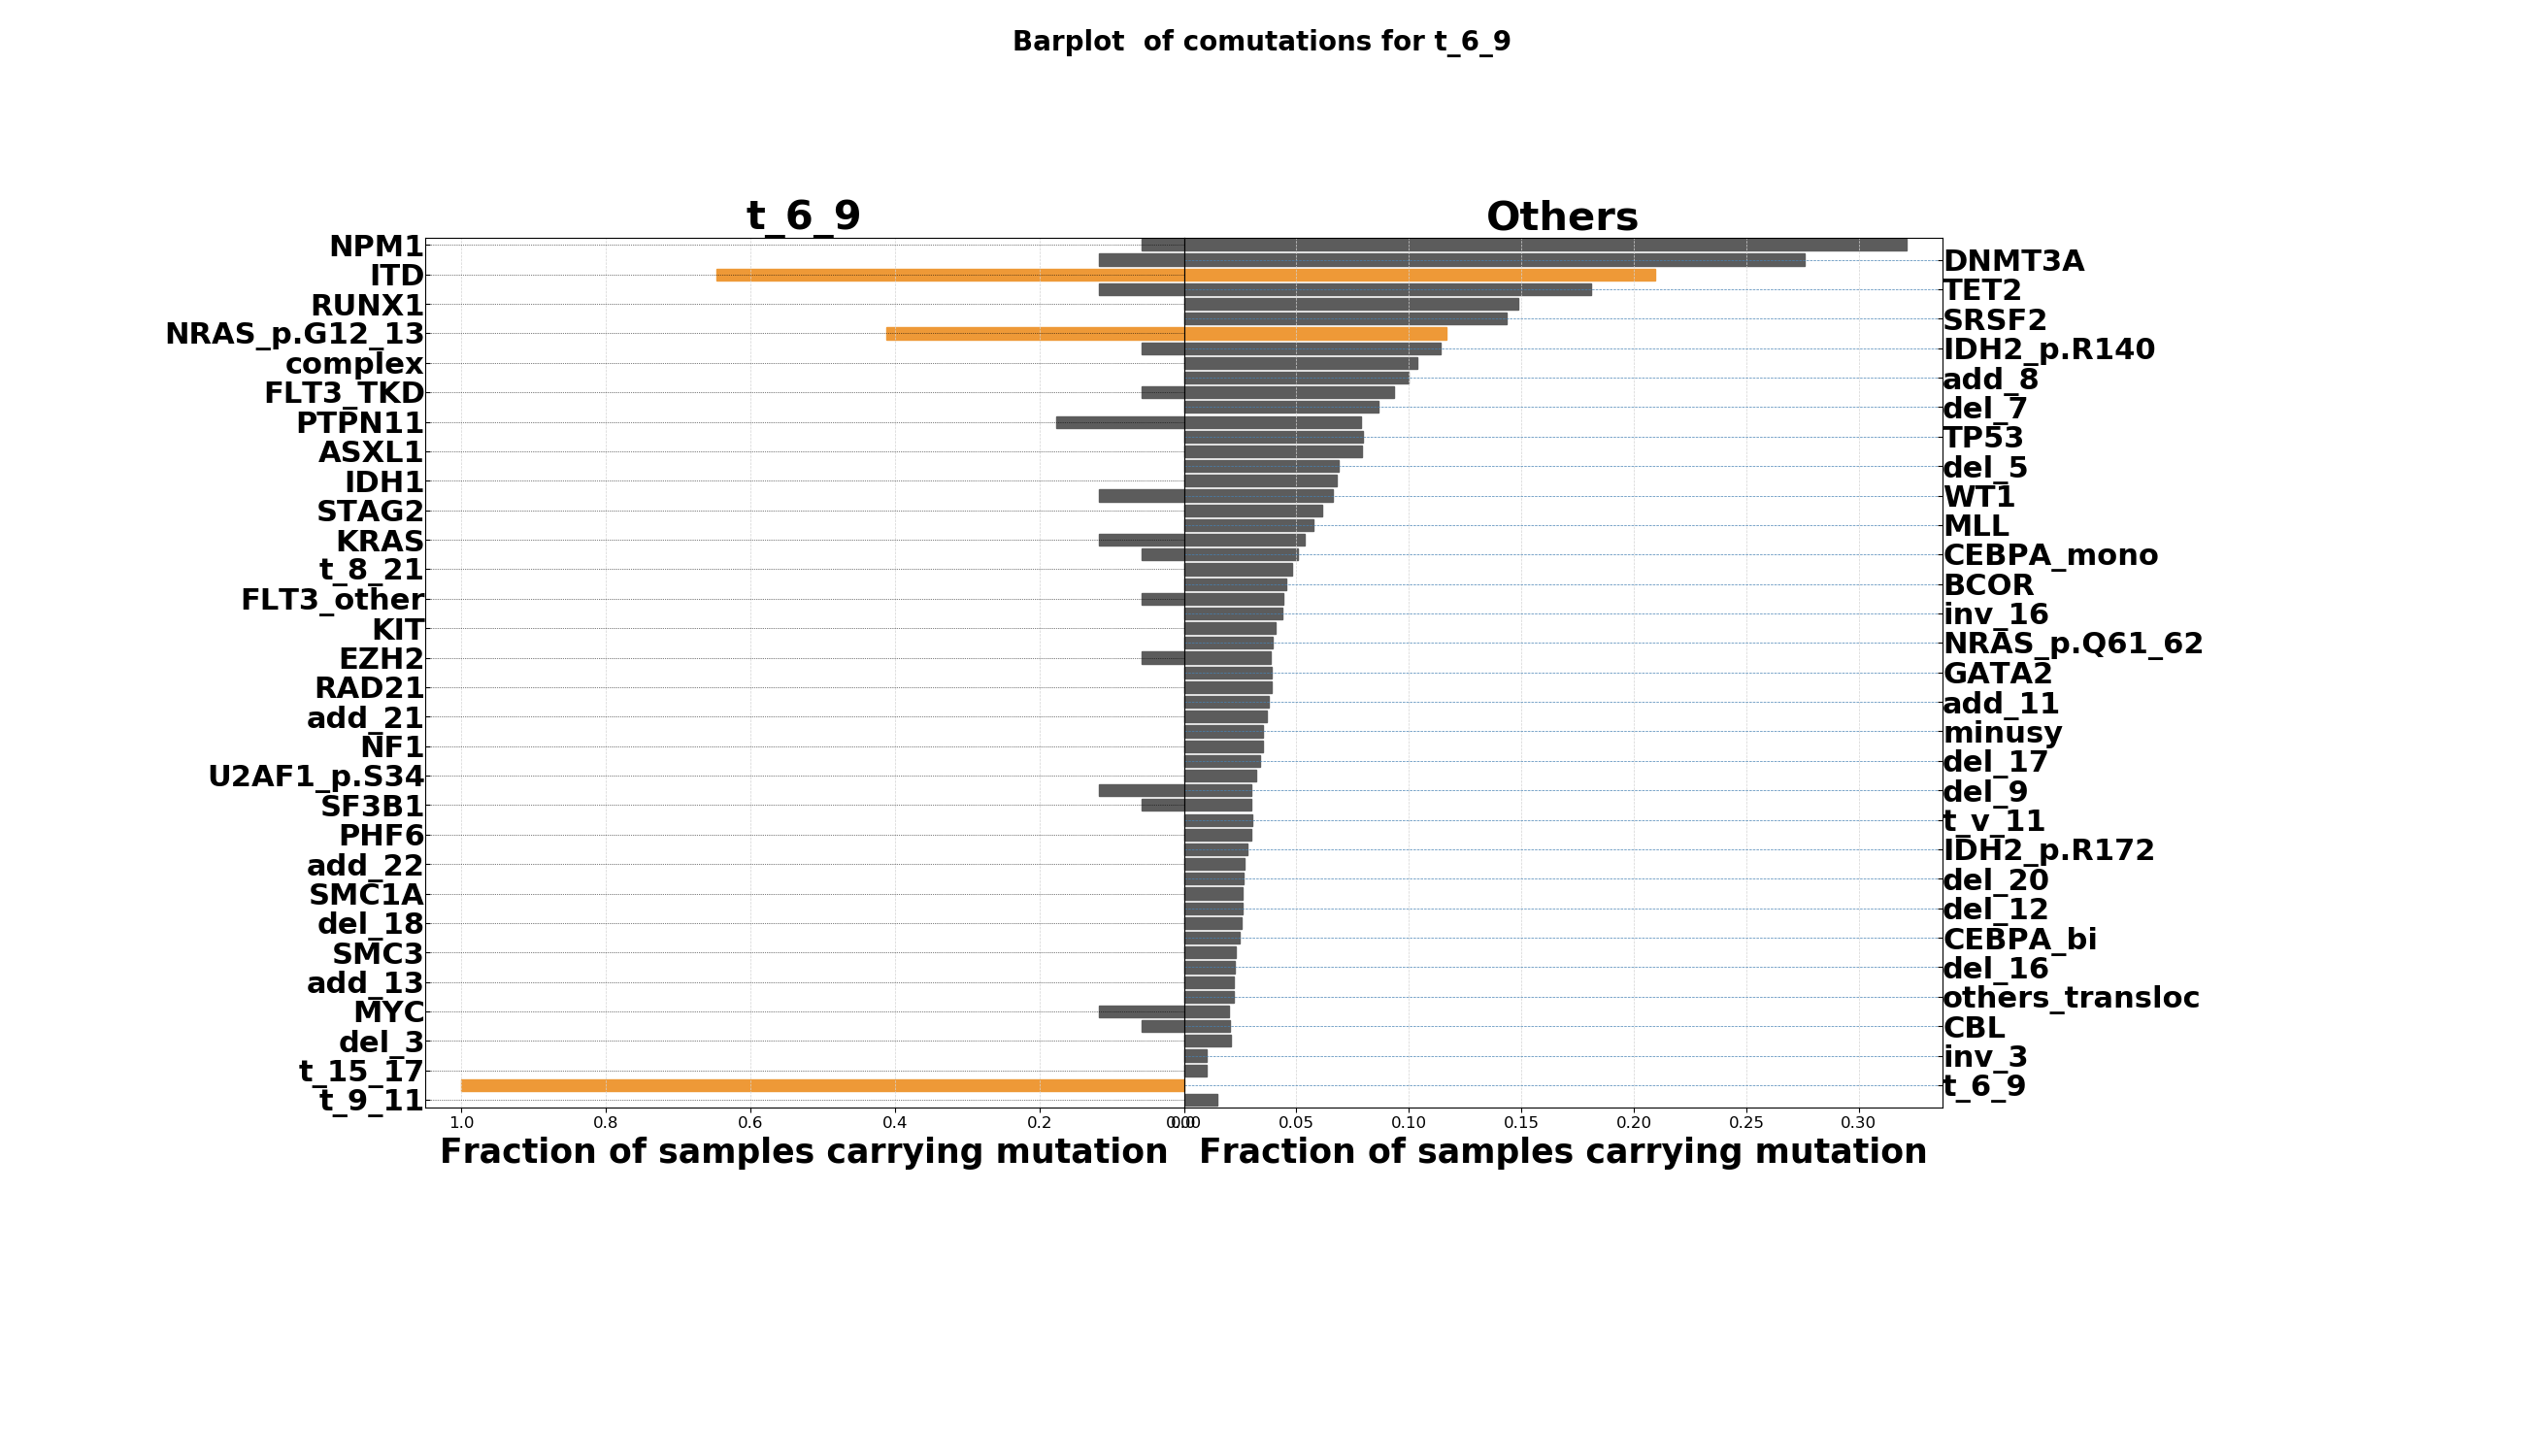 Barplot  of comutations for t_6_9
t_6_9
Others
NPM1
DNMT3A
ITD
TET2
RUNX1
SRSF2
NRAS_p.G12_13
IDH2_p.R140
complex
add_8
FLT3_TKD
del_7
PTPN11
TP53
ASXL1
del_5
IDH1
WT1
STAG2
MLL
KRAS
CEBPA_mono
t_8_21
BCOR
FLT3_other
inv_16
KIT
NRAS_p.Q61_62
EZH2
GATA2
RAD21
add_11
add_21
minusy
NF1
del_17
U2AF1_p.S34
del_9
SF3B1
t_v_11
PHF6
IDH2_p.R172
add_22
del_20
SMC1A
del_12
del_18
CEBPA_bi
SMC3
del_16
add_13
others_transloc
MYC
CBL
del_3
inv_3
t_15_17
t_6_9
t_9_11
1.0 0.8 0.6 0.4 0.2 0.0 0.00 0.05 0.10 0.15 0.20 0.25 0.30
Fraction of samples carrying mutation
Fraction of samples carrying mutation